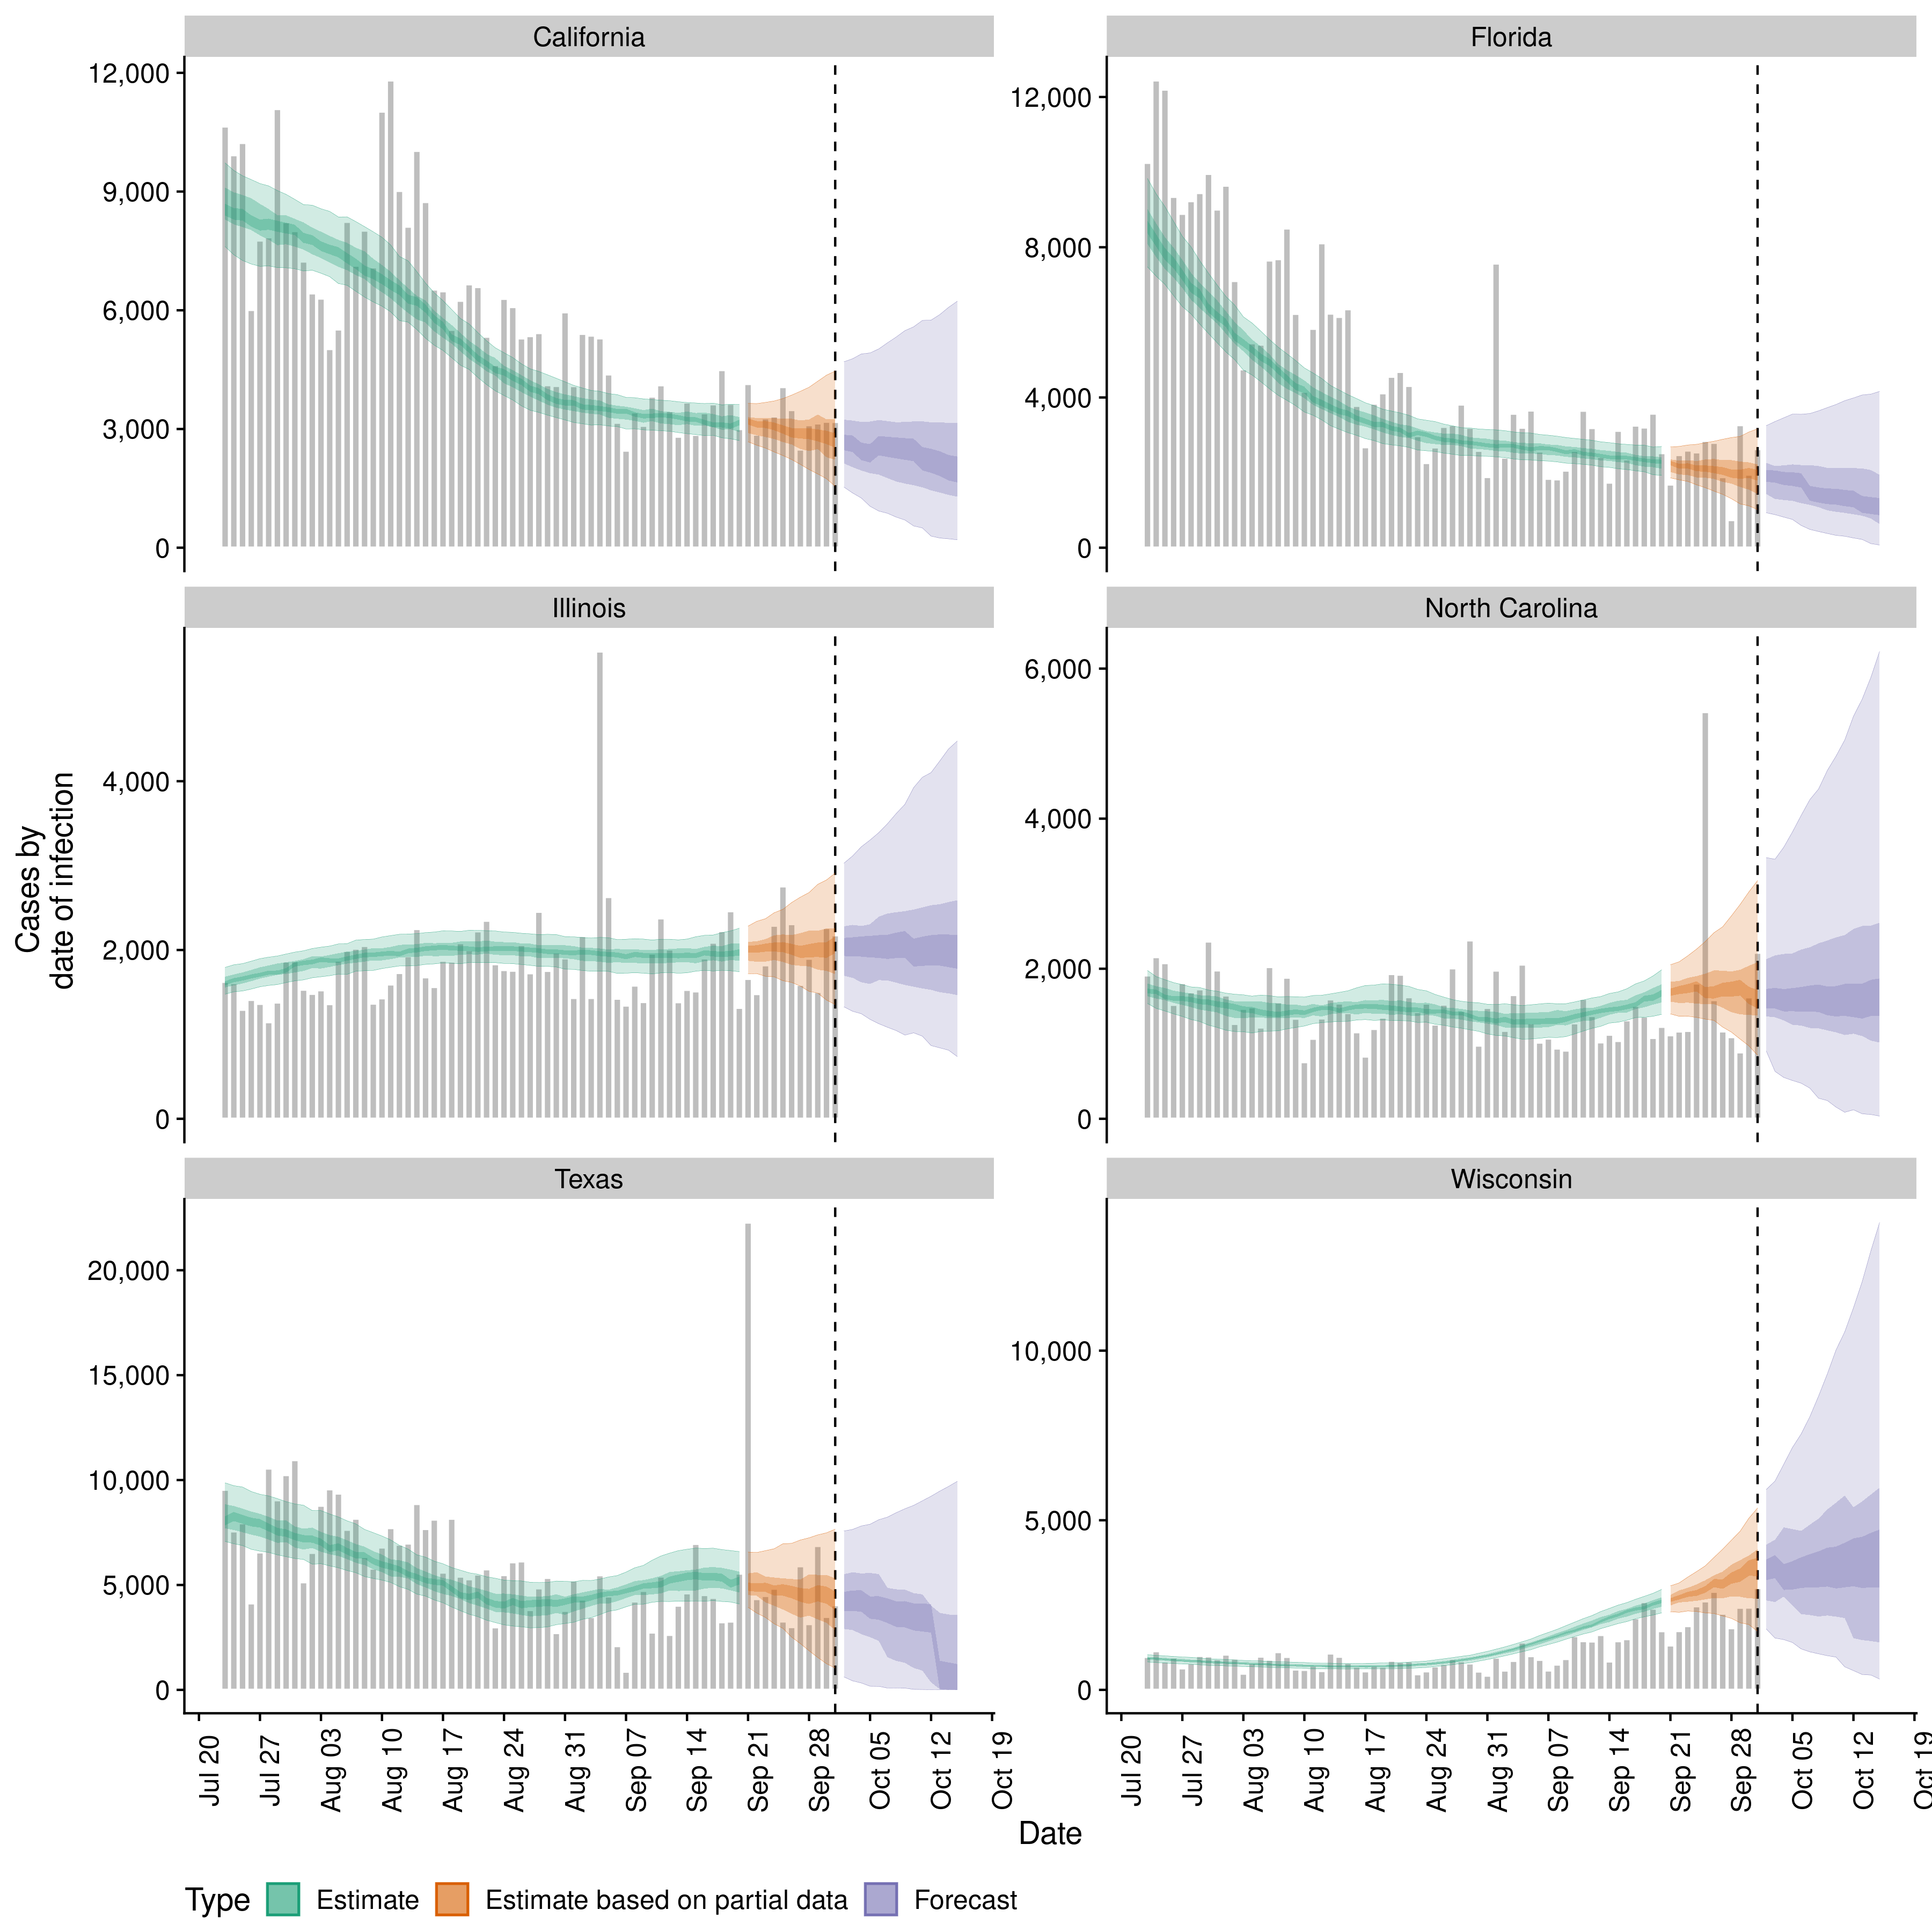 California
Florida
12,000
9,000
6,000
3,000
0
12,000
8,000
4,000
0
Illinois
North Carolina
4,000
2,000
0
6,000
4,000
2,000
0
Cases by
date of infection
Texas
Wisconsin
20,000
15,000
10,000
5,000
0
10,000
5,000
0
Jul 20
Jul 27
Aug 03
Aug 10
Aug 17
Aug 24
Aug 31
Sep 07
Sep 14
Sep 21
Sep 28
Oct 05
Oct 12
Oct 19
Jul 20
Jul 27
Aug 03
Aug 10
Aug 17
Aug 24
Aug 31
Sep 07
Sep 14
Sep 21
Sep 28
Oct 05
Oct 12
Oct 19
Date
Type Estimate Estimate based on partial data Forecast